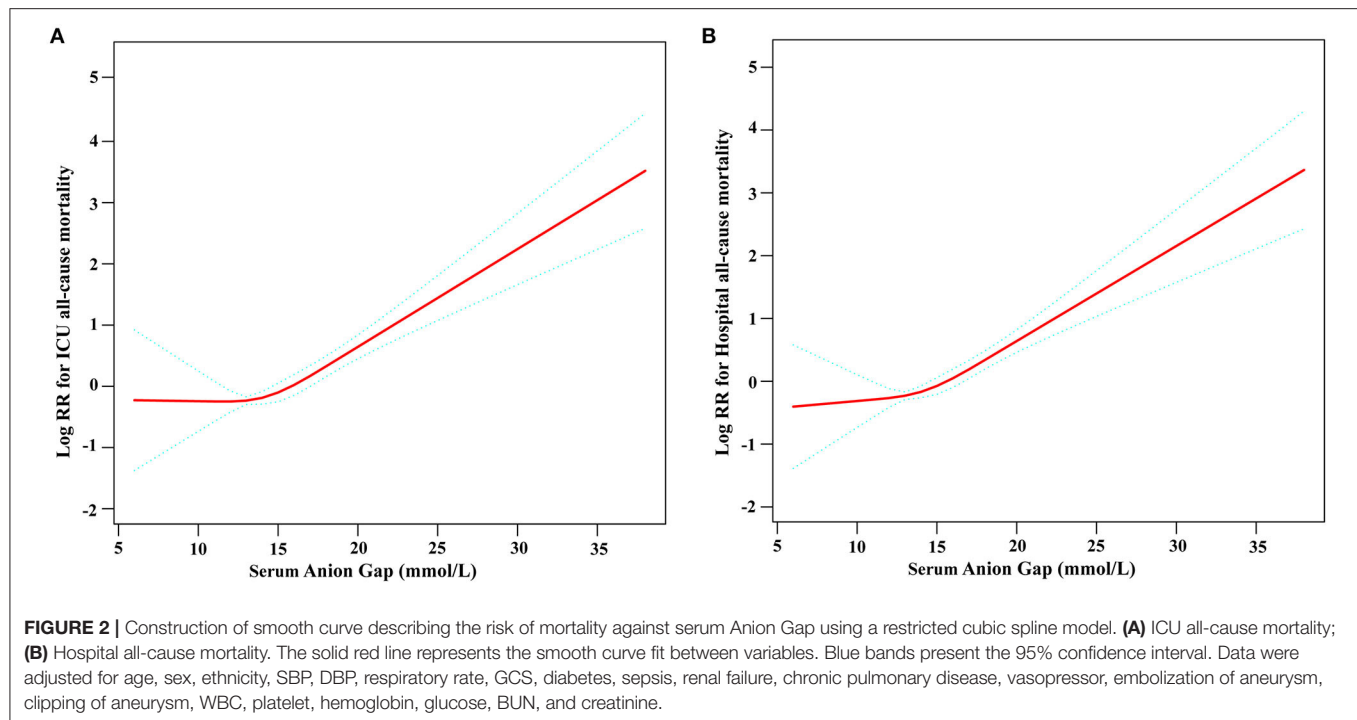 A
B
5
4
3
2
1
0
-1
-2
Log RR for ICU all-cause mortality
5 10 15 20 25 30 35
Serum Anion Gap (mmol/L)
5
4
3
2
1
0
-1
-2
Log RR for Hospital all-cause mortality
5 10 15 20 25 30 35
Serum Anion Gap (mmol/L)
FIGURE 2 | Construction of smooth curve describing the risk of mortality against serum Anion Gap using a restricted cubic spline model. (A) ICU all-cause mortality;
(B) Hospital all-cause mortality. The solid red line represents the smooth curve fit between variables. Blue bands present the 95% confidence interval. Data were
adjusted for age, sex, ethnicity, SBP, DBP, respiratory rate, GCS, diabetes, sepsis, renal failure, chronic pulmonary disease, vasopressor, embolization of aneurysm,
clipping of aneurysm, WBC, platelet, hemoglobin, glucose, BUN, and creatinine.